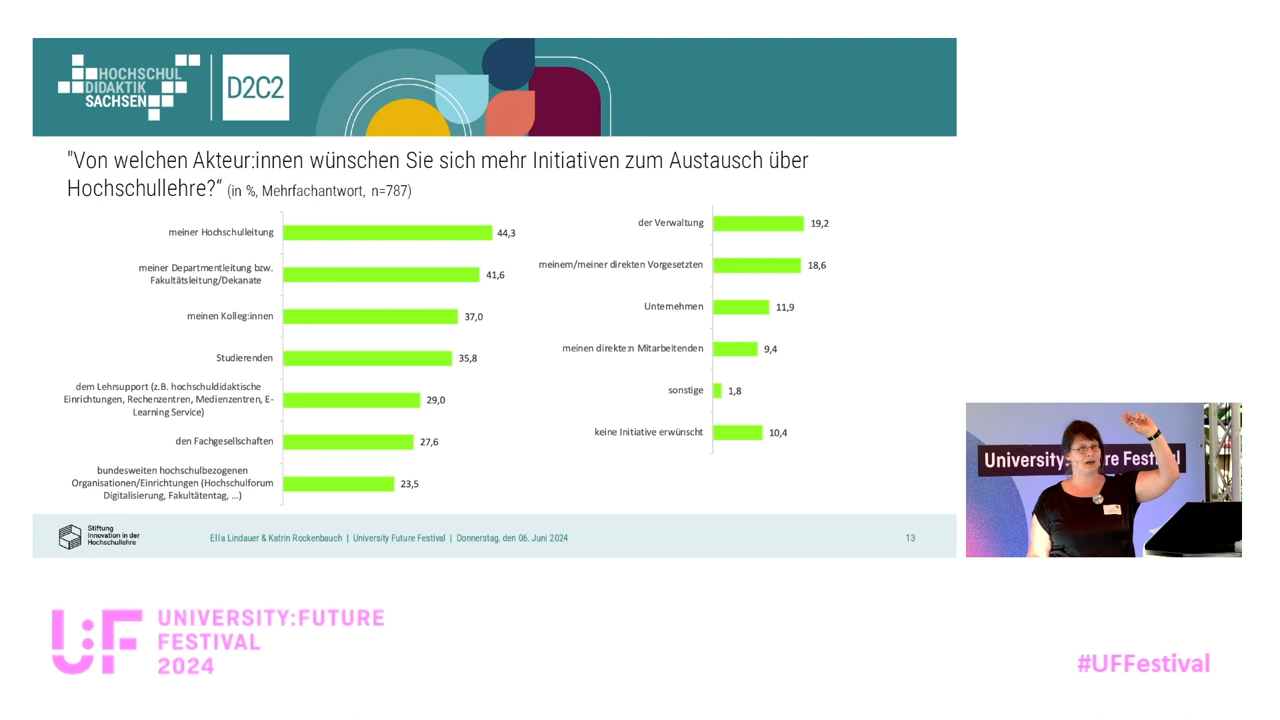 HOCHSCHUL
DIDAKTIK
SACHSEN
D2C2
"Von welchen Akteur:innen wünschen Sie sich mehr Initiativen zum Austausch über
Hochschullehre?“ (in %, Mehrfachantwort, n=787)
meiner Hochschulleitung 44,3
meiner Departmentleitung bzw.
Fakultätsleitung/Dekanate 41,6
meinen Kolleg:innen 37,0
Studierenden 35,8
dem Lehrsupport (z.B. hochschuldidaktische
Einrichtungen, Rechenzentren, Medienzentren, E-
Learning Service) 29,0
den Fachgesellschaften 27,6
bundesweiten hochschulbezogenen
Organisationen/Einrichtungen (Hochschulforum
Digitalisierung, Fakultätentag, ...) 23,5
der Verwaltung 19,2
meinem/meiner direkten Vorgesetzten 18,6
Unternehmen 11,9
meinen direkte:n Mitarbeitenden 9,4
sonstige 1,8
keine Initiative erwünscht 10,4
Stiftung
Innovation in der
Hochschullehre
Ella Lindauer & Katrin Rockenbauch | University Future Festival | Donnerstag, den 06. Juni 2024
13
U:F
UNIVERSITY:FUTURE
FESTIVAL
2024
#UFFestival